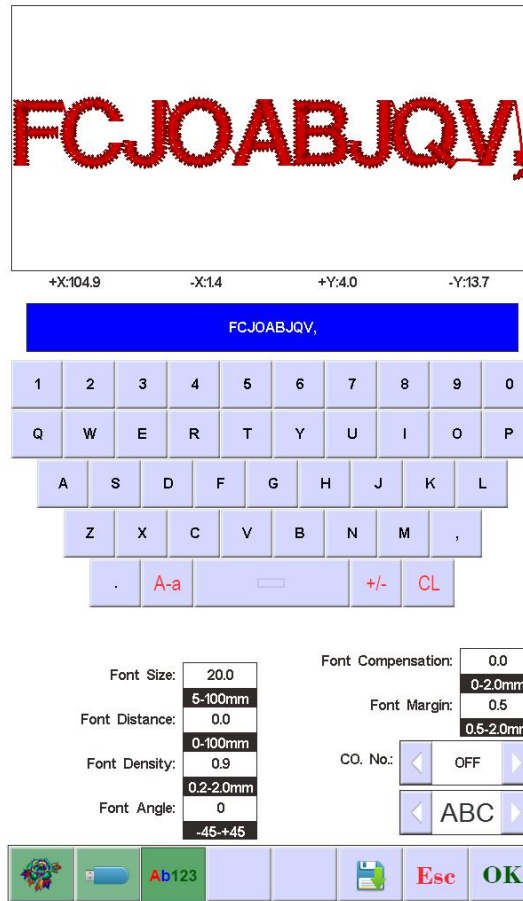 FCJOABJQV,
+X:104.9 -X:1.4 +Y:4.0 -Y:13.7
FCJOABJQV,
1 2 3 4 5 6 7 8 9 0
Q W E R T Y U I O P
A S D F G H J K L
Z X C V B N M ,
. A-a +/- CL
Font Size: 20.0
5-100mm
Font Distance: 0.0
0-100mm
Font Density: 0.9
0.2-2.0mm
Font Angle: 0
-45-+45
Font Compensation: 0.0
0-2.0mm
Font Margin: 0.5
0.5-2.0mm
CO. No.: OFF
ABC
Ab123 Esc OK